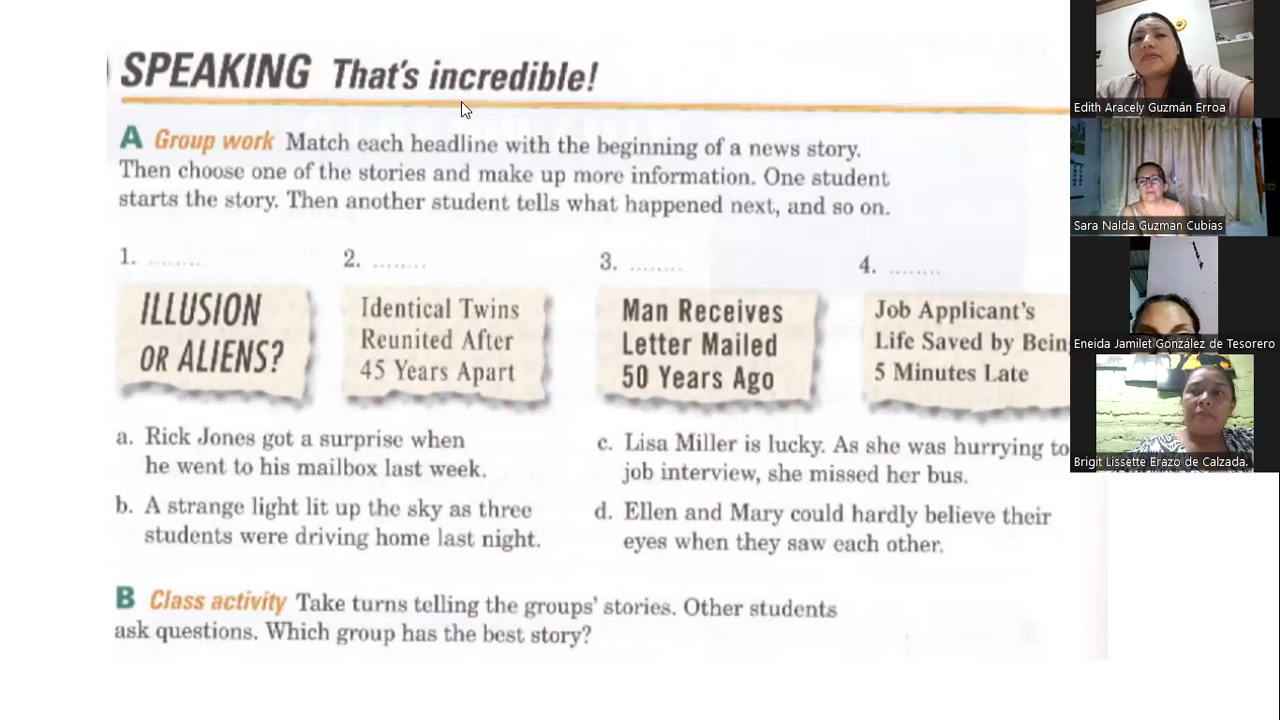 SPEAKING That's incredible!
A Group work Match each headline with the beginning of a news story.
Then choose one of the stories and make up more information. One student
starts the story. Then another student tells what happened next, and so on.
1. ........
2. ........
3. ........
4. ........
ILLUSION
OR ALIENS?
Identical Twins
Reunited After
45 Years Apart
Man Receives
Letter Mailed
50 Years Ago
Job Applicant's
Life Saved by Bein
5 Minutes Late
a. Rick Jones got a surprise when
he went to his mailbox last week.
b. A strange light lit up the sky as three
students were driving home last night.
c. Lisa Miller is lucky. As she was hurrying to
job interview, she missed her bus.
d. Ellen and Mary could hardly believe their
eyes when they saw each other.
B Class activity Take turns telling the groups' stories. Other students
ask questions. Which group has the best story?
Edith Aracely Guzmán Erroa
Sara Nalda Guzman Cubias
Eneida Jamilet González de Tesorero
Brigit Lissette Erazo de Calzada.